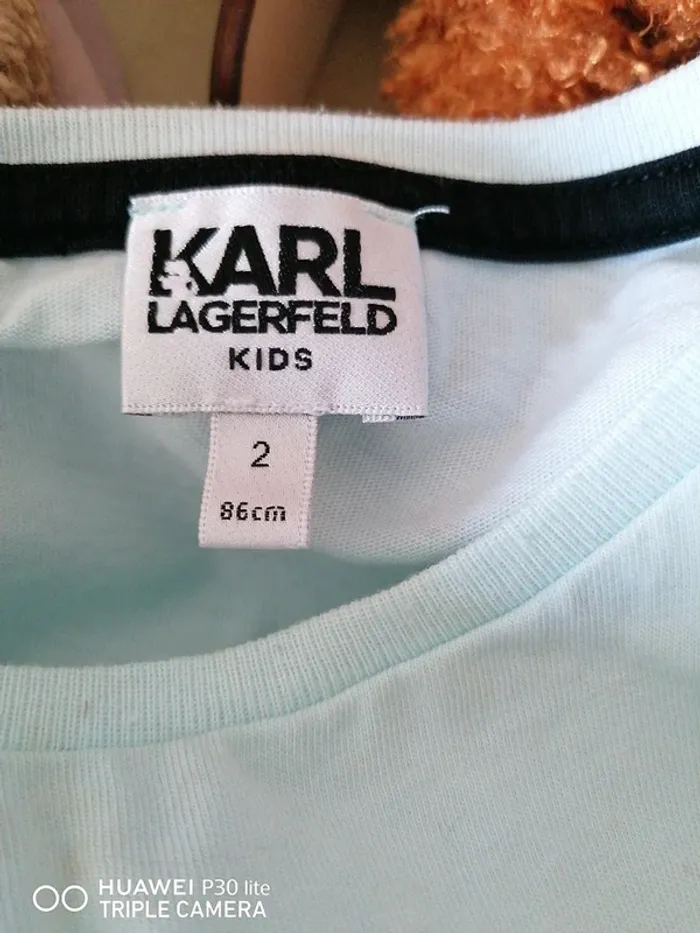 KARL
LAGERFELD
KIDS
2
86cm
HUAWEI P30 lite
TRIPLE CAMERA